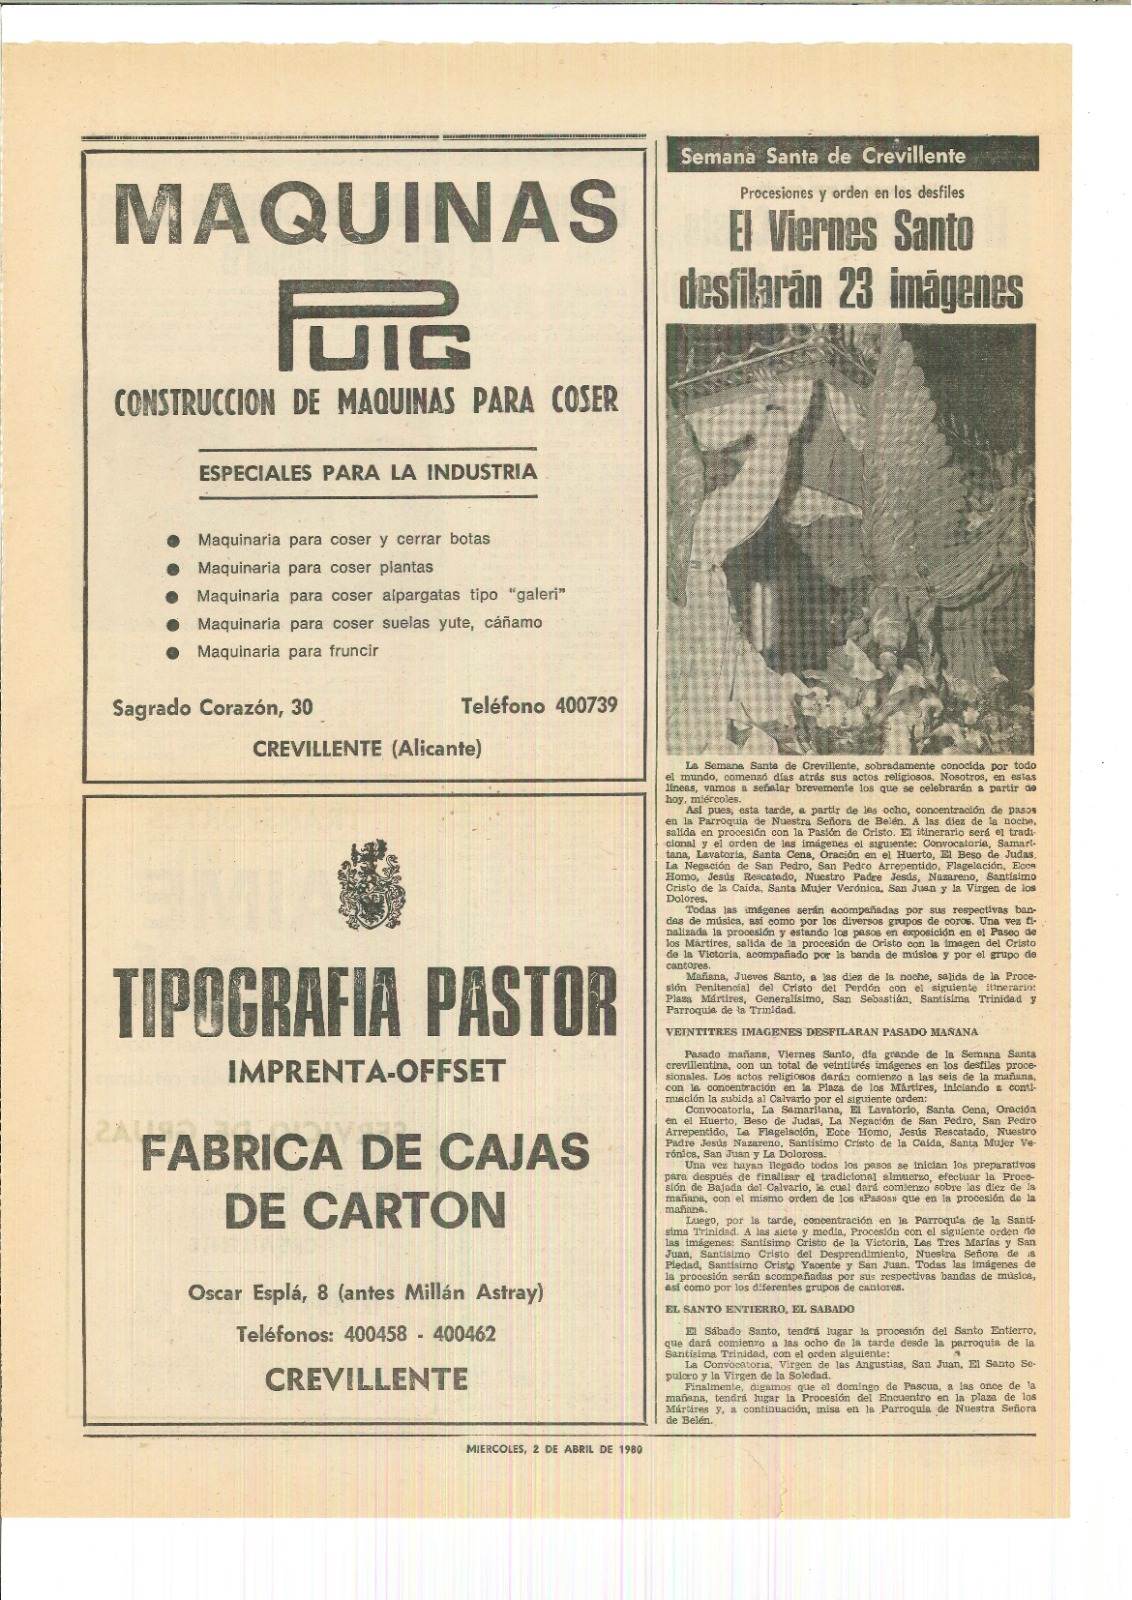 MAQUINAS
PUIG
CONSTRUCCION DE MAQUINAS PARA COSER
ESPECIALES PARA LA INDUSTRIA
● Maquinaria para coser y cerrar botas
● Maquinaria para coser plantas
● Maquinaria para coser alpargatas tipo "galeri"
● Maquinaria para coser suelas yute, cáñamo
● Maquinaria para fruncir
Sagrado Corazón, 30 Teléfono 400739
CREVILLENTE (Alicante)
TIPOGRAFIA PASTOR
IMPRENTA-OFFSET
FABRICA DE CAJAS
DE CARTON
Oscar Esplá, 8 (antes Millán Astray)
Teléfonos: 400458 - 400462
CREVILLENTE
Semana Santa de Crevillente
Procesiones y orden en los desfiles
El Viernes Santo
desfilarán 23 imágenes
La Semana Santa de Crevillente, sobradamente conocida por todo
el mundo, comenzó días atrás sus actos religiosos. Nosotros, en estas
líneas, vamos a señalar brevemente los que se celebrarán a partir de
hoy, miércoles.
Así pues, esta tarde, a partir de las ocho, concentración de pasos
en la Parroquia de Nuestra Señora de Belén. A las diez de la noche,
salida en procesión con la Pasión de Cristo. El itinerario será el tradi-
cional y el orden de las imágenes el siguiente: Convocatoria, Samari-
tana, Lavatoria, Santa Cena, Oración en el Huerto, El Beso de Judas,
La Negación de San Pedro, San Pedro Arrepentido, Flagelación, Ecce
Homo, Jesús Rescatado, Nuestro Padre Jesús, Nazareno, Santísimo
Cristo de la Caída, Santa Mujer Verónica, San Juan y la Virgen de los
Dolores.
Todas las imágenes serán acompañadas por sus respectivas ban-
das de música, así como por los diversos grupos de coros. Una vez fi-
nalizada la procesión y estando los pasos en exposición en el Paseo de
los Mártires, salida de la procesión de Cristo con la imagen del Cristo
de la Victoria, acompañado por la banda de música y por el grupo de
cantores.
Mañana, Jueves Santo, a las diez de la noche, salida de la Proce-
sión Penitencial del Cristo del Perdón con el siguiente itinerario:
Plaza Mártires, Generalísimo, San Sebastián, Santísima Trinidad y
Parroquia de la Trinidad.
VEINTITRES IMAGENES DESFILARAN PASADO MAÑANA
Pasado mañana, Viernes Santo, día grande de la Semana Santa
crevillentina, con un total de veintitrés imágenes en los desfiles proce-
sionales. Los actos religiosos darán comienzo a las seis de la mañana,
con la concentración en la Plaza de los Mártires, iniciando a conti-
nuación la subida al Calvario por el siguiente orden:
Convocatoria, La Samaritana, El Lavatorio, Santa Cena, Oración
en el Huerto, Beso de Judas, La Negación de San Pedro, San Pedro
Arrepentido, La Flagelación, Ecce Homo, Jesús Rescatado, Nuestro
Padre Jesús Nazareno, Santísimo Cristo de la Caída, Santa Mujer Ve-
rónica, San Juan y La Dolorosa.
Una vez hayan llegado todos los pasos se inician los preparativos
para después de finalizar el tradicional almuerzo, efectuar la Proce-
sión de Bajada del Calvario, la cual dará comienzo sobre las diez de la
mañana, con el mismo orden de los «Pasos» que en la procesión de la
mañana.
Luego, por la tarde, concentración en la Parroquia de la Santí-
sima Trinidad. A las siete y media, Procesión con el siguiente orden de
las imágenes: Santísimo Cristo de la Victoria, Las Tres Marías y San
Juan, Santísimo Cristo del Desprendimiento, Nuestra Señora de la
Piedad, Santísimo Cristo Yacente y San Juan. Todas las imágenes de
la procesión serán acompañadas por sus respectivas bandas de música,
así como por los diferentes grupos de cantores.
EL SANTO ENTIERRO, EL SABADO
El Sábado Santo, tendrá lugar la procesión del Santo Entierro,
que dará comienzo a las ocho de la tarde desde la parroquia de la
Santísima Trinidad, con el orden siguiente:
La Convocatoria, Virgen de las Angustias, San Juan, El Santo Se-
pulcro y la Virgen de la Soledad.
Finalmente, digamos que el domingo de Pascua, a las once de la
mañana, tendrá lugar la Procesión del Encuentro en la plaza de los
Mártires y, a continuación, misa en la Parroquia de Nuestra Señora
de Belén.
MIERCOLES, 2 DE ABRIL DE 1980